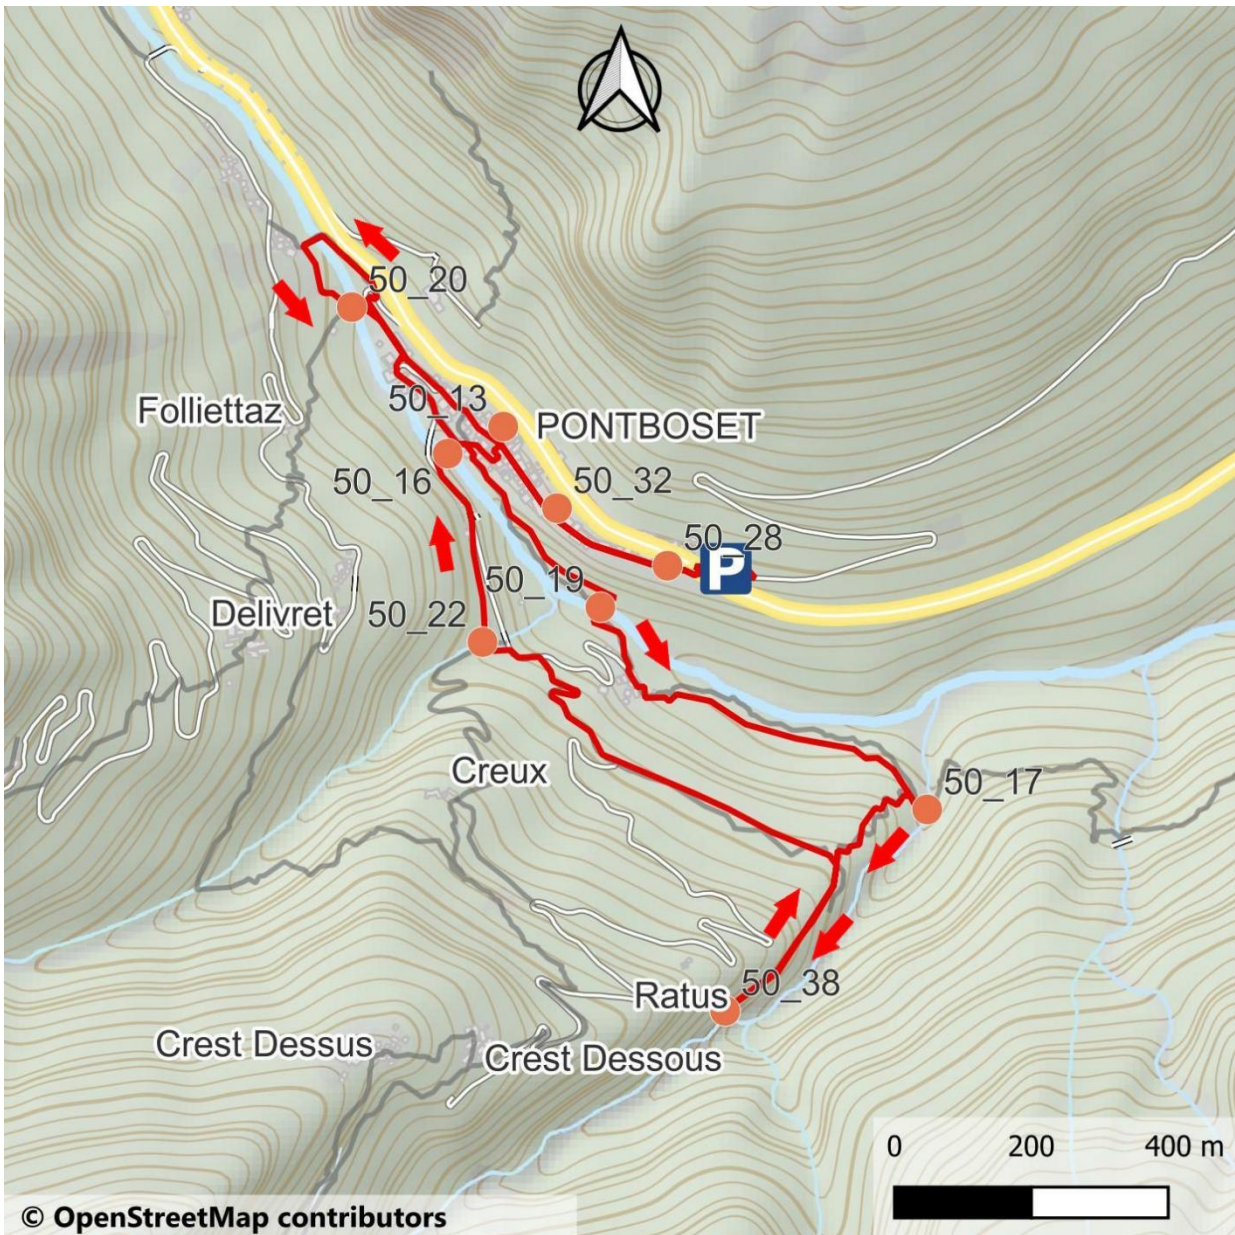 50_20
50_13
Folliettaz
PONTBOSET
50_16
50_32
50_28
P
50_19
Delivret
50_22
Creux
50_17
50_38
Ratus
Crest Dessus
Crest Dessous
0 200 400 m
© OpenStreetMap contributors